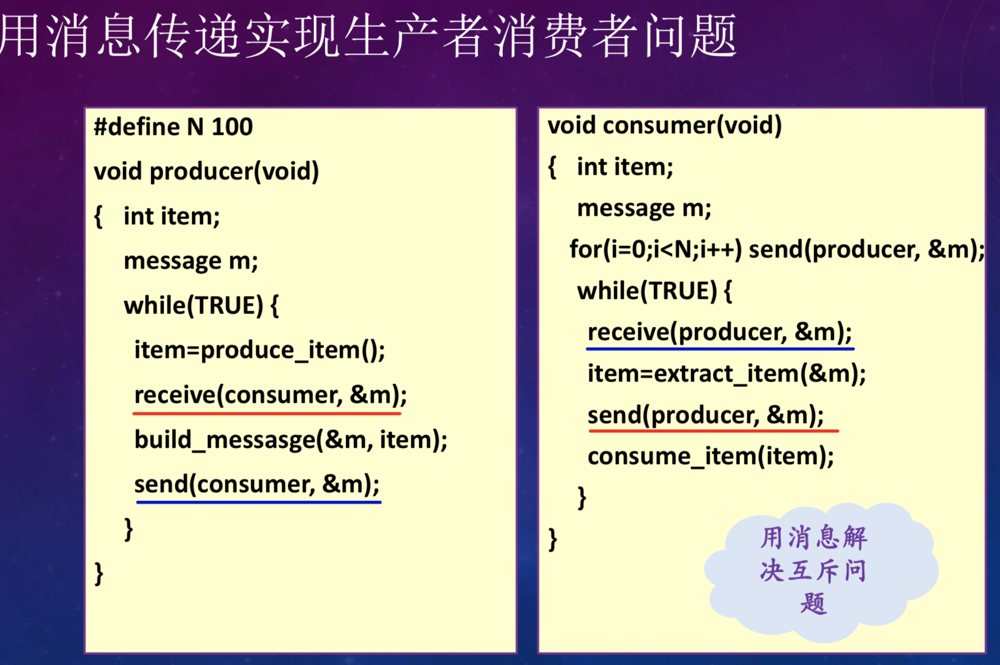 用消息传递实现生产者消费者问题
#define N 100
void producer(void)
{ int item;
message m;
while(TRUE) {
item=produce_item();
receive(consumer, &m);
build_messasge(&m, item);
send(consumer, &m);
}
}
void consumer(void)
{ int item;
message m;
for(i=0;i<N;i++) send(producer, &m);
while(TRUE) {
receive(producer, &m);
item=extract_item(&m);
send(producer, &m);
consume_item(item);
}
}
用消息解
决互斥问
题